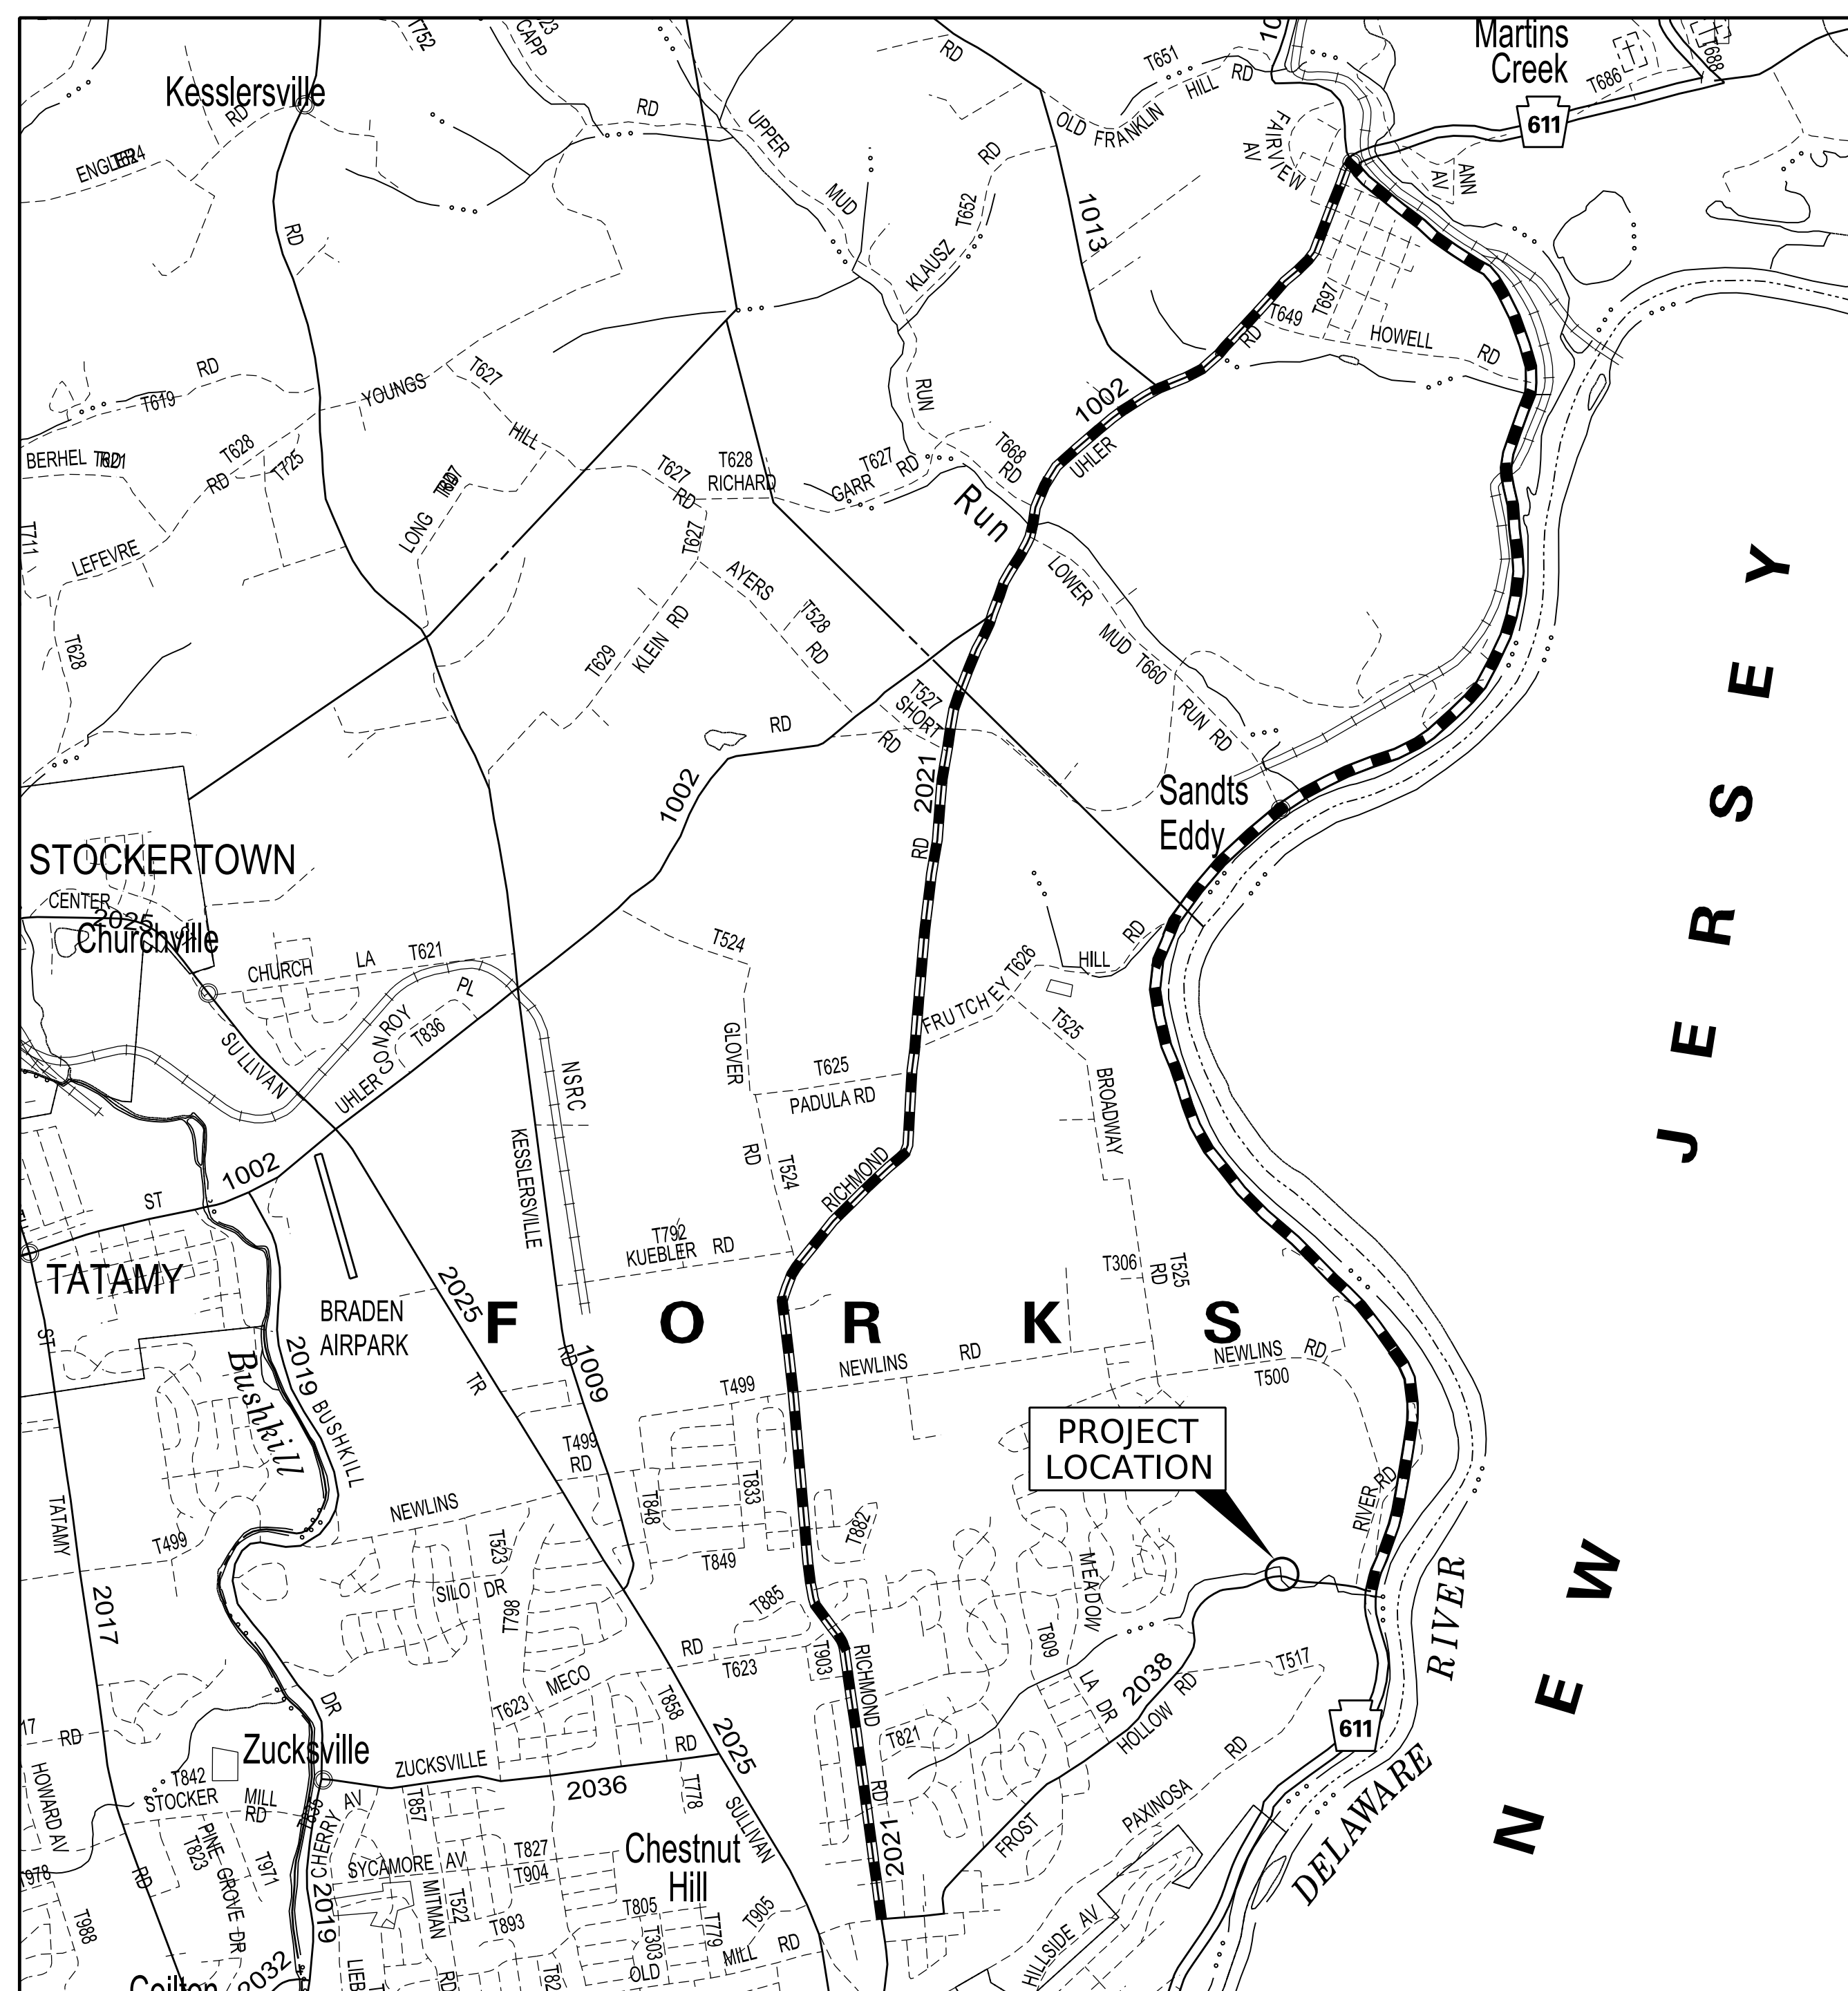 Kesslersville
Martins
Creek
611
T752
CAPP
RD
UPPER
MUD
RUN
RD
T651
OLD FRANKLIN HILL RD
FAIRVIEW
AV
ANN
AV
T686
T688
ENGLER
RD
RD
KLAUSZ
T652
RD
1013
T697
T649
HOWELL
RD
RD
T619
YOUNGS
T627
HILL
BERHEL
T628
RD
T725
LEFEVRE
T711
T628
LONG
T627
RD
T628
RICHARD
GARR
T627
RD
T668
RD
1002
UHLER
RD
Run
T627
AYERS
T528
RD
T629
KLEIN RD
LOWER
MUD T660
RUN RD
T527
SHORT
RD
RD
1002
2021
RD
Sandts
Eddy
STOCKERTOWN
CENTER
2025
Churchville
CHURCH LA T621
CONROY
PL
T836
SULLIVAN
UHLER
1002
ST
TATAMY
ST
BRADEN
AIRPARK
NSRC
KESSLERSVILLE
RD
1009
T524
GLOVER
RD
T524
T625
PADULA RD
FRUTCHEY T626
HILL
RD
T525
BROADWAY
T306
RD
T525
RICHMOND
T792
KUEBLER RD
FORKS
2025
TR
2019
BUSHKILL
Bushkill
DR
NEWLINS RD
NEWLINS
RD
T500
T499
T499
RD
PROJECT
LOCATION
RIVER RD
TATAMY
2017
RD
T499
NEWLINS
T523
SILO DR
T798
T848
T833
T849
T882
T885
MEADOW
T809
LA
DR
RD
T623
T903
RICHMOND
RD
MECO
T623
T858
T821
2038
HOLLOW
RD
T517
FROST
PAXINOSA
RD
611
DELAWARE
RIVER
NEW
JERSEY
17
RD
HOWARD AV
Zucksville
ZUCKSVILLE
RD
2036
2025
SULLIVAN
T842
STOCKER
MILL
RD
CHERRY
AV
T857
T778
PINE GROVE DR
T823
T971
T978
T988
SYCAMORE AV
T827
T904
MITMAN
RD
T522
T893
Chestnut
Hill
T805
T303
T779
T905
OLD
MILL RD
2021
HILLSIDE AV
2019
2032